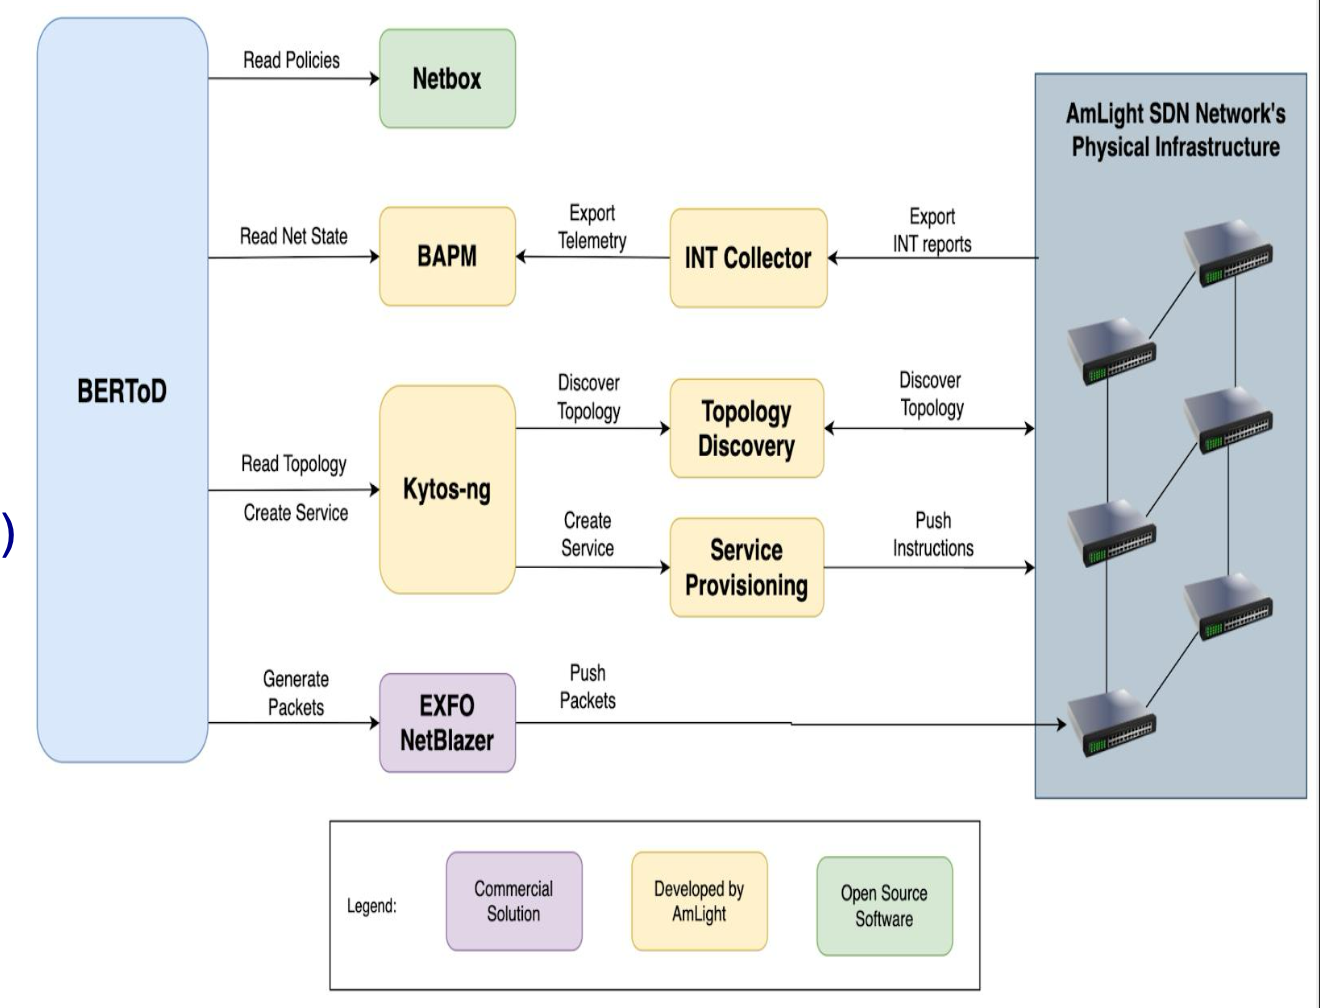 Read Policies
Netbox
AmLight SDN Network's
Physical Infrastructure
Read Net State
BAPM
Export
Telemetry
INT Collector
Export
INT reports
BERToD
Discover
Topology
Topology
Discovery
Discover
Topology
Read Topology
Create Service
Kytos-ng
)
Create
Service
Service
Provisioning
Push
Instructions
Generate
Packets
EXFO
NetBlazer
Push
Packets
Legend:
Commercial
Solution
Developed by
AmLight
Open Source
Software